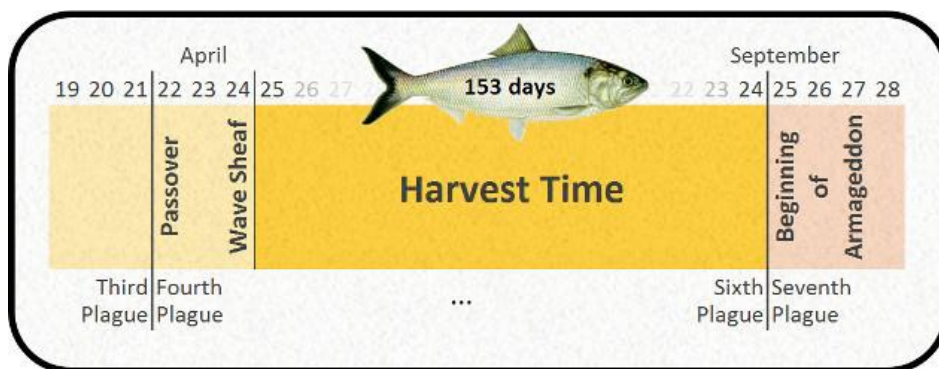 April
September
19 20 21 22 23 24 25 26 27
22 23 24 25 26 27 28
153 days
Passover
Wave Sheaf
Harvest Time
Beginning
of
Armageddon
Third
Plague
Fourth
Plague
...
Sixth
Plague
Seventh
Plague